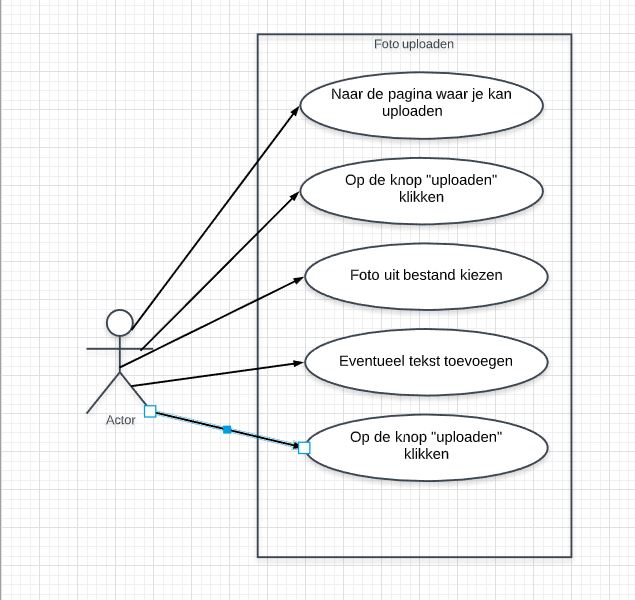 Foto uploaden
Naar de pagina waar je kan
uploaden
Op de knop "uploaden"
klikken
Foto uit bestand kiezen
Eventueel tekst toevoegen
Op de knop "uploaden"
klikken
Actor